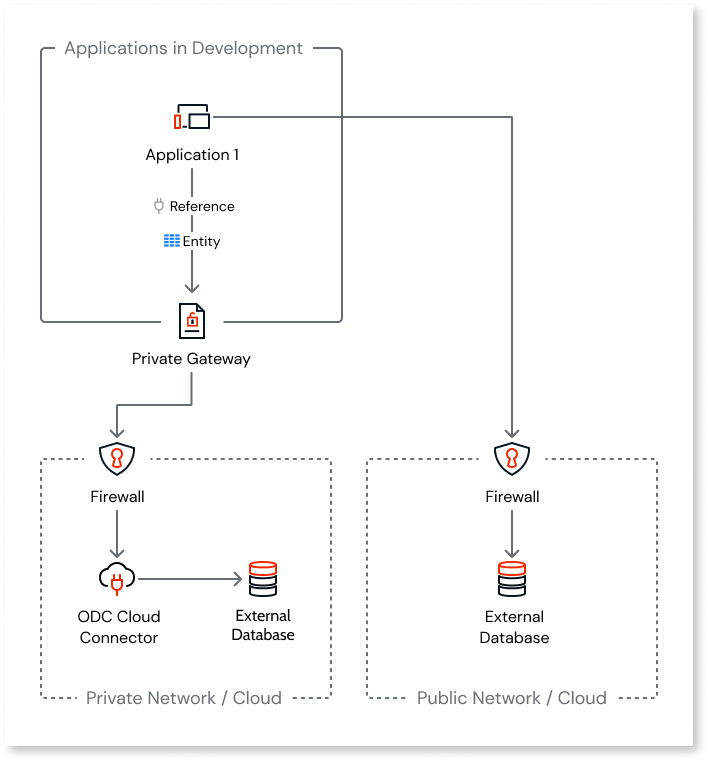 Applications in Development
Application 1
Reference
Entity
Private Gateway
Firewall
Firewall
ODC Cloud
Connector
External
Database
External
Database
Private Network / Cloud
Public Network / Cloud